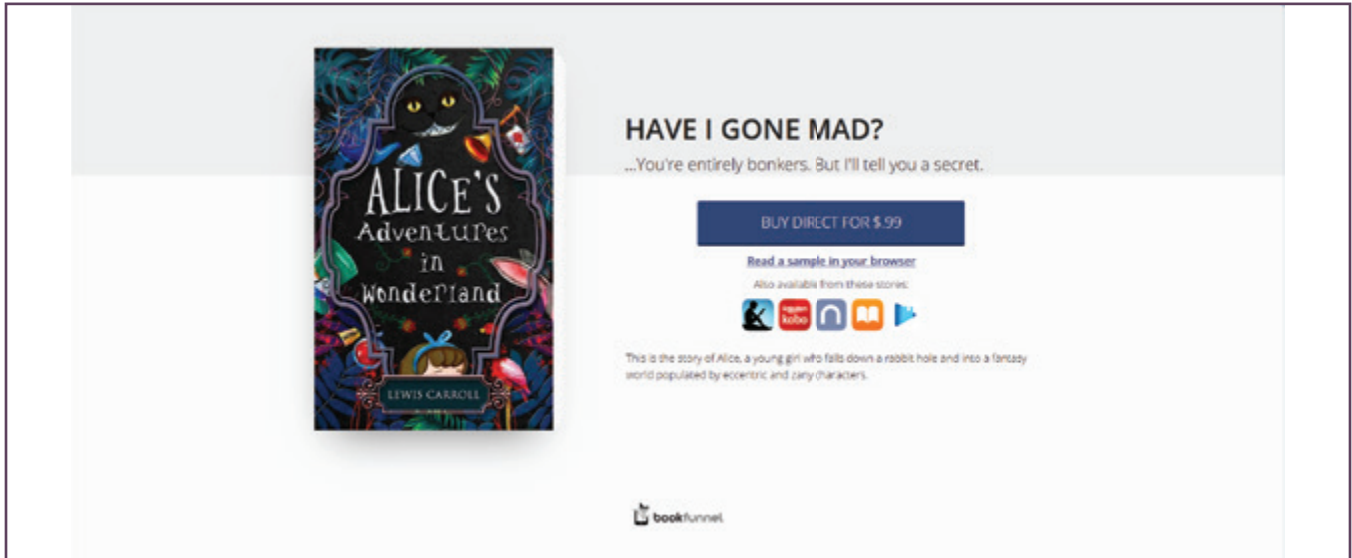 ALICE'S
Adventures
in
Wonderland
LEWIS CARROLL
HAVE I GONE MAD?
...You're entirely bonkers. But I'll tell you a secret.
BUY DIRECT FOR $.99
Read a sample in your browser
Also available from these stores:
Rakuten
kobo
This is the story of Alice, a young girl who falls down a rabbit hole and into a fantasy
world populated by eccentric and zany characters.
bookfunnel